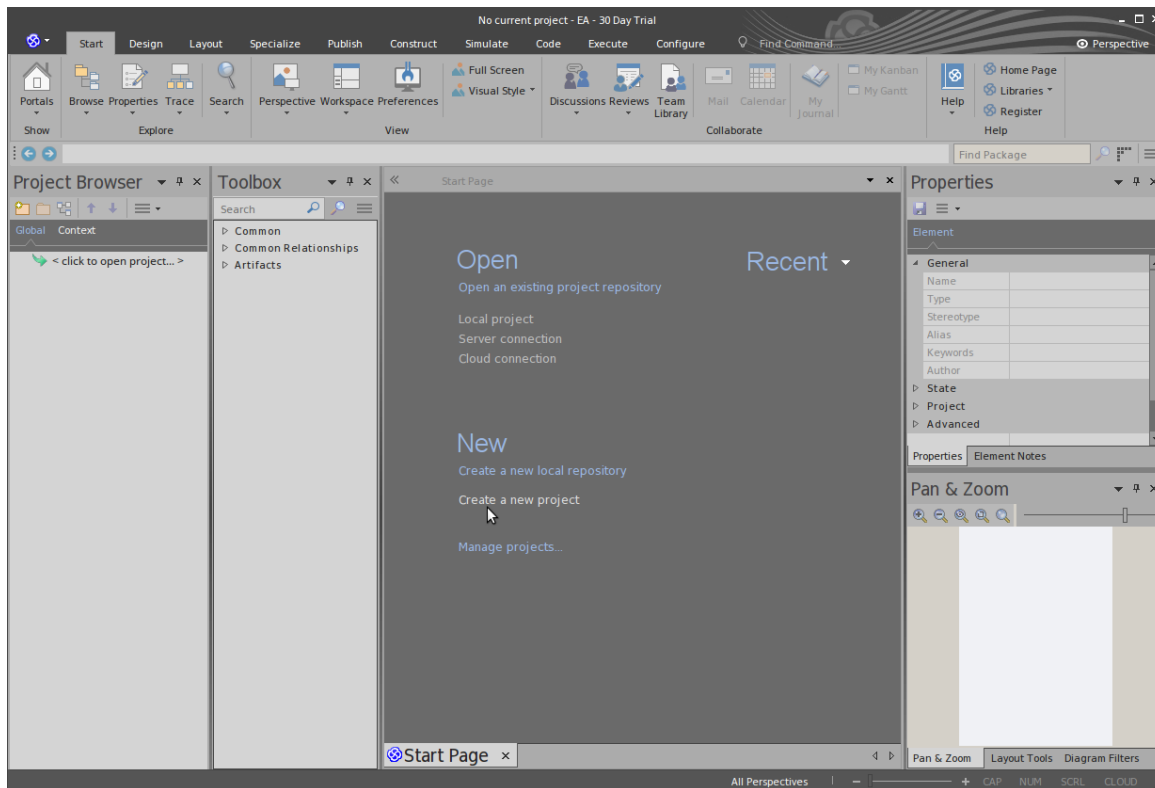 No current project - EA - 30 Day Trial
Start Design Layout Specialize Publish Construct Simulate Code Execute Configure Find Command... Perspective
Portals Browse Properties Trace Search Perspective Workspace Preferences
Full Screen
Visual Style
Discussions Reviews Team Library Mail Calendar My Journal
My Kanban
My Gantt
Help
Home Page
Libraries
Register
Show Explore View Collaborate Help
Find Package
Project Browser
Global Context
< click to open project... >
Toolbox
Search
Common
Common Relationships
Artifacts
Start Page
Open
Open an existing project repository
Local project
Server connection
Cloud connection
Recent
New
Create a new local repository
Create a new project
Manage projects...
Start Page
Properties
Element
General
Name
Type
Stereotype
Alias
Keywords
Author
State
Project
Advanced
Properties Element Notes
Pan & Zoom
Pan & Zoom Layout Tools Diagram Filters
All Perspectives CAP NUM SCRL CLOUD